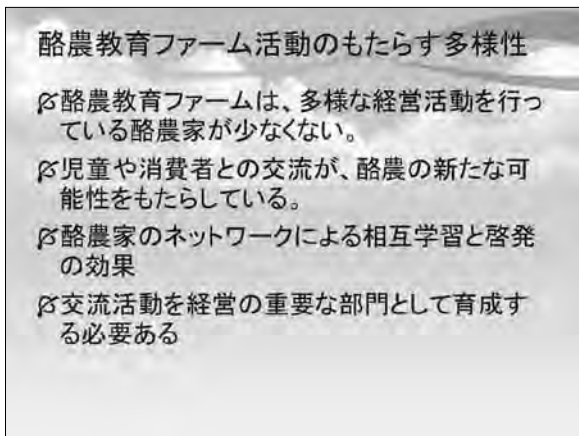 酪農教育ファーム活動のもたらす多様性
酪農教育ファームは、多様な経営活動を行っ
ている酪農家が少なくない。
児童や消費者との交流が、酪農の新たな可
能性をもたらしている。
酪農家のネットワークによる相互学習と啓発
の効果
交流活動を経営の重要な部門として育成す
る必要ある